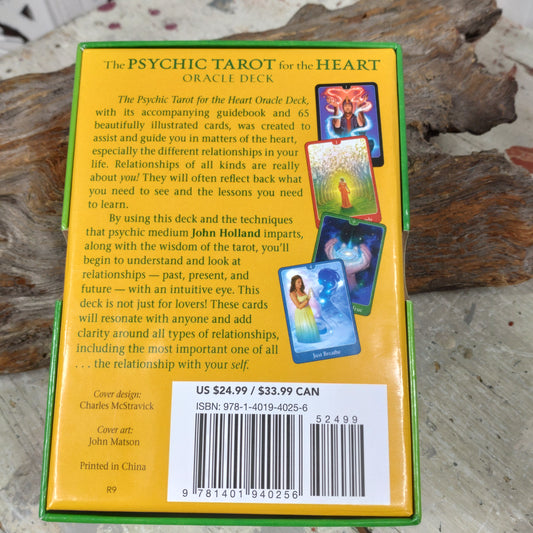 The PSYCHIC TAROT for the HEART
ORACLE DECK
The Psychic Tarot for the Heart Oracle Deck,
with its accompanying guidebook and 65
beautifully illustrated cards, was created to
assist and guide you in matters of the heart,
especially the different relationships in your
life. Relationships of all kinds are really
about you! They will often reflect back what
you need to see and the lessons you need
to learn.
By using this deck and the techniques
that psychic medium John Holland imparts,
along with the wisdom of the tarot, you'll
begin to understand and look at
relationships — past, present, and
future — with an intuitive eye. This
deck is not just for lovers! These cards
will resonate with anyone and add
clarity around all types of relationships,
including the most important one of all
. . . the relationship with your self.
Just Breathe
Cover design:
Charles McStravick
Cover art:
John Matson
Printed in China
R9
US $24.99 / $33.99 CAN
ISBN: 978-1-4019-4025-6
52499
9 781401 940256